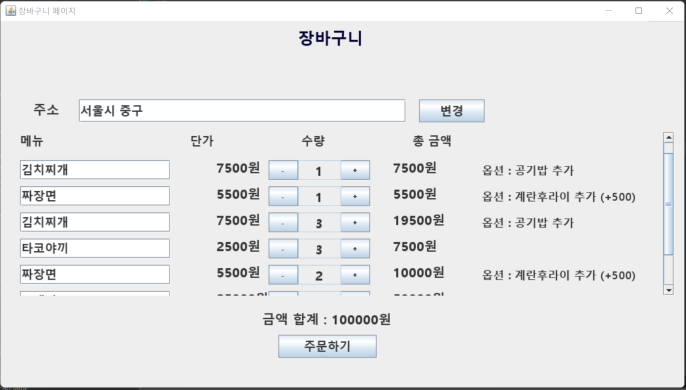 장바구니 페이지
장바구니
주소 서울시 중구 변경
메뉴 단가 수량 총 금액
김치찌개 7500원 - 1 + 7500원 옵션 : 공기밥 추가
짜장면 5500원 - 1 + 5500원 옵션 : 계란후라이 추가 (+500)
김치찌개 7500원 - 3 + 19500원 옵션 : 공기밥 추가
타코야끼 2500원 - 3 + 7500원
짜장면 5500원 - 2 + 10000원 옵션 : 계란후라이 추가 (+500)
금액 합계 : 100000원
주문하기